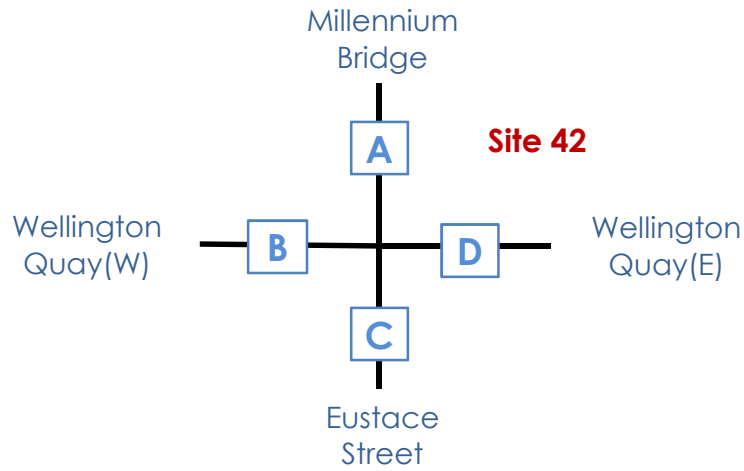 Millennium
Bridge
A
Site 42
Wellington
Quay(W)
B
D
Wellington
Quay(E)
C
Eustace
Street